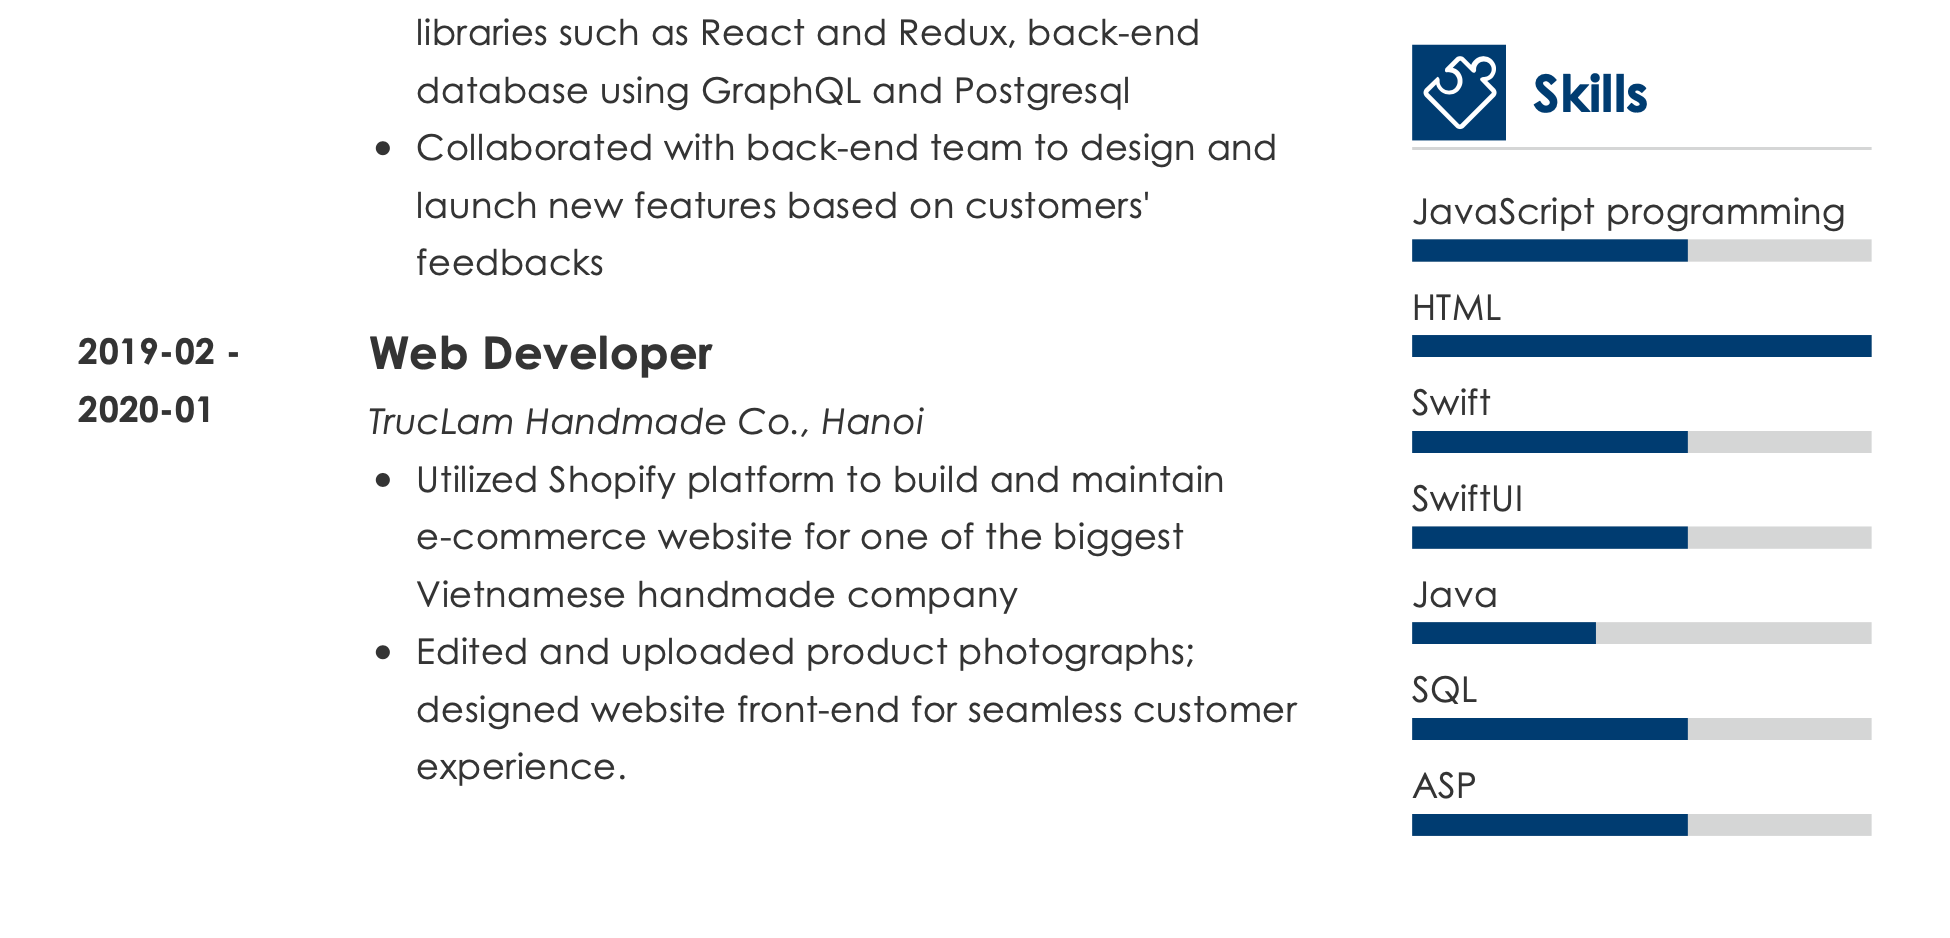 libraries such as React and Redux, back-end
database using GraphQL and Postgresql
• Collaborated with back-end team to design and
launch new features based on customers'
feedbacks
2019-02 -
2020-01
Web Developer
TrucLam Handmade Co., Hanoi
• Utilized Shopify platform to build and maintain
e-commerce website for one of the biggest
Vietnamese handmade company
• Edited and uploaded product photographs;
designed website front-end for seamless customer
experience.
Skills
JavaScript programming
HTML
Swift
SwiftUI
Java
SQL
ASP